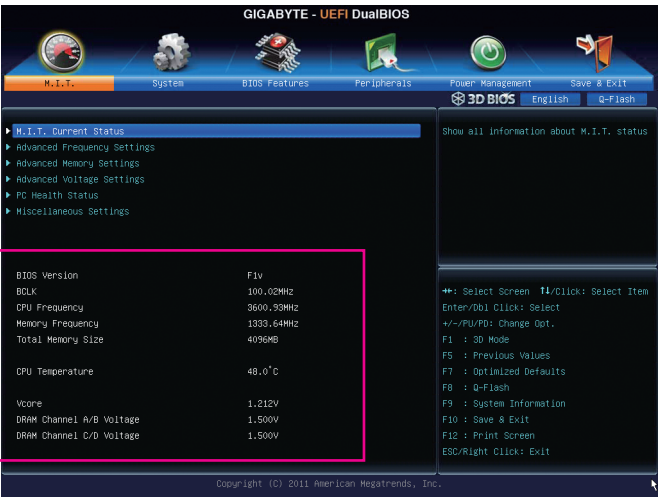 GIGABYTE - UEFI DualBIOS
M.I.T. System BIOS Features Peripherals Power Management Save & Exit
3D BIOS English Q-Flash
M.I.T. Current Status
Advanced Frequency Settings
Advanced Memory Settings
Advanced Voltage Settings
PC Health Status
Miscellaneous Settings
Show all information about M.I.T. status
BIOS Version F1v
BCLK 100.02MHz
CPU Frequency 3600.93MHz
Memory Frequency 1333.64MHz
Total Memory Size 4096MB
CPU Temperature 48.0°C
Vcore 1.212V
DRAM Channel A/B Voltage 1.500V
DRAM Channel C/D Voltage 1.500V
→←: Select Screen ↑↓/Click: Select Item
Enter/Dbl Click: Select
+/-/PU/PD: Change Opt.
F1 : 3D Mode
F5 : Previous Values
F7 : Optimized Defaults
F8 : Q-Flash
F9 : System Information
F10 : Save & Exit
F12 : Print Screen
ESC/Right Click: Exit
Copyright (C) 2011 American Megatrends, Inc.